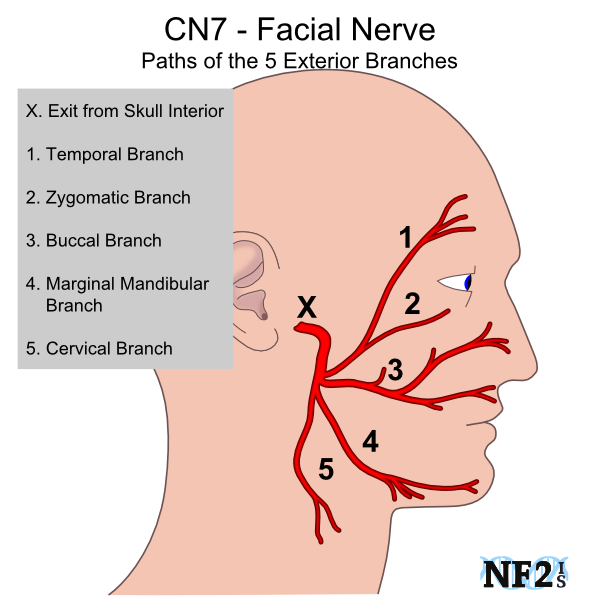 CN7 - Facial Nerve
Paths of the 5 Exterior Branches
X. Exit from Skull Interior
1. Temporal Branch
2. Zygomatic Branch
3. Buccal Branch
4. Marginal Mandibular
Branch
5. Cervical Branch
1
2
X
3
4
5
NF2IS